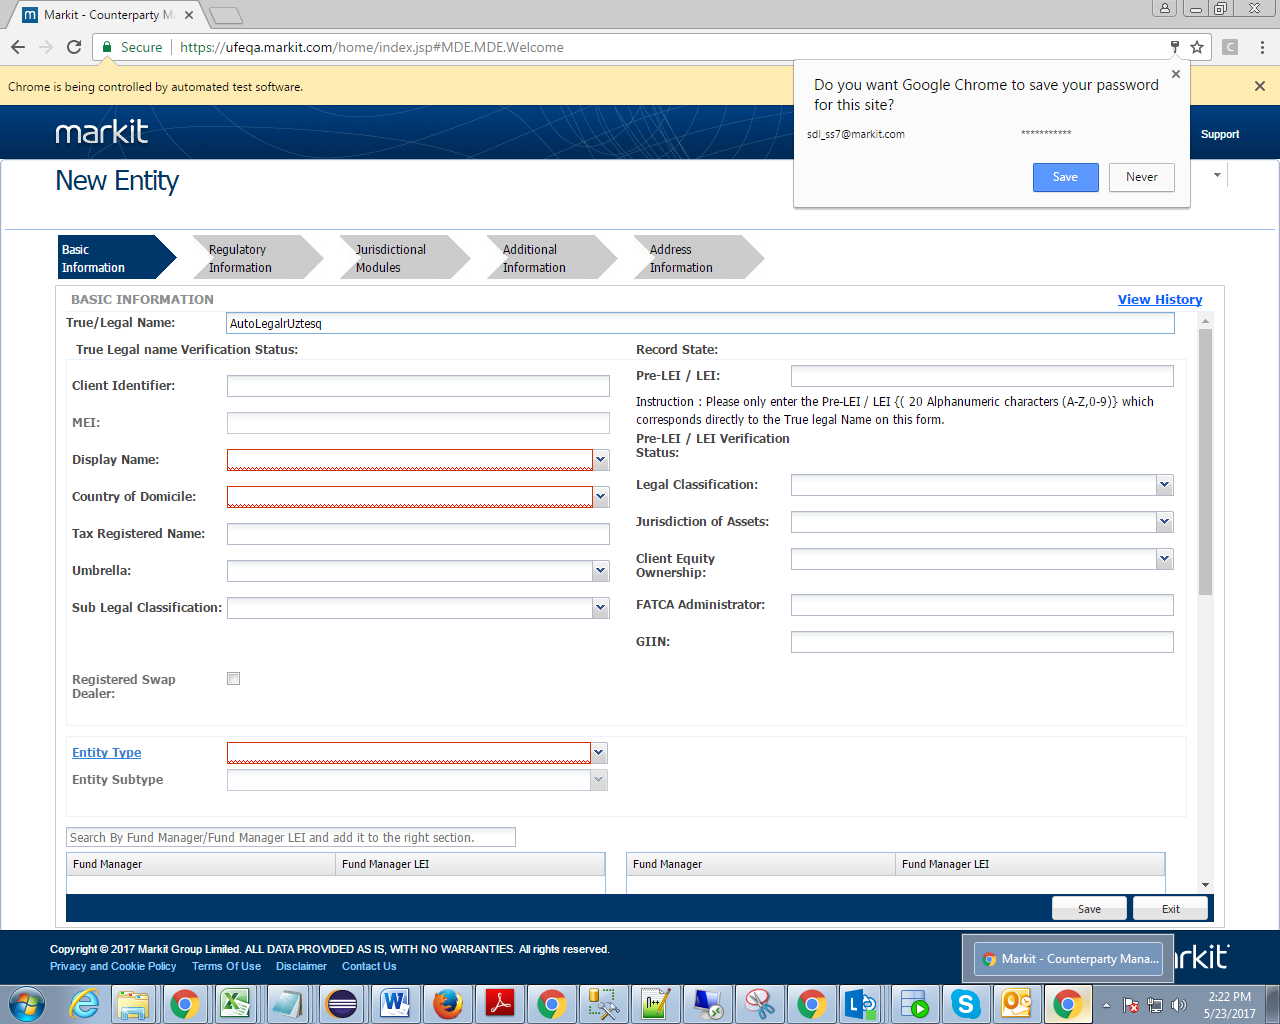 Markit - Counterparty M
Secure
https://ufeqa.markit.com/home/index.jsp#MDE.MDE.Welcome
C
Chrome is being controlled by automated test software.
Do you want Google Chrome to save your password
for this site?
sdl_ss7@markit.com
***********
Save
Never
markit
Support
New Entity
Basic
Information
Regulatory
Information
Jurisdictional
Modules
Additional
Information
Address
Information
BASIC INFORMATION
View History
True/Legal Name:
AutoLegalrUztesq
True Legal name Verification Status:
Record State:
Client Identifier:
Pre-LEI / LEI:
Instruction : Please only enter the Pre-LEI / LEI {( 20 Alphanumeric characters (A-Z,0-9)} which
corresponds directly to the True legal Name on this form.
MEI:
Pre-LEI / LEI Verification
Status:
Display Name:
Legal Classification:
Country of Domicile:
Jurisdiction of Assets:
Tax Registered Name:
Client Equity
Ownership:
Umbrella:
FATCA Administrator:
Sub Legal Classification:
GIIN:
Registered Swap
Dealer:
Entity Type
Entity Subtype
Search By Fund Manager/Fund Manager LEI and add it to the right section.
Fund Manager
Fund Manager LEI
Fund Manager
Fund Manager LEI
Save
Exit
Copyright © 2017 Markit Group Limited. ALL DATA PROVIDED AS IS, WITH NO WARRANTIES. All rights reserved.
Privacy and Cookie Policy
Terms Of Use
Disclaimer
Contact Us
Markit - Counterparty Mana...
rkit
2:22 PM
5/23/2017